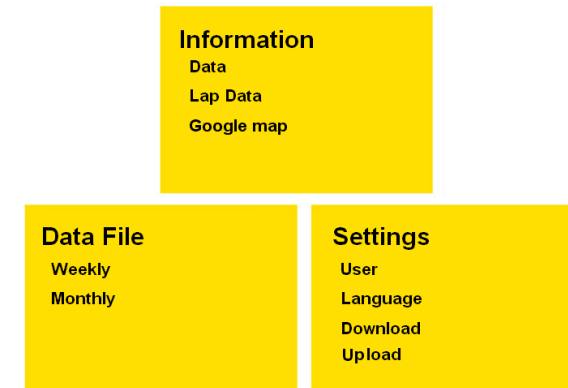 Information
Data
Lap Data
Google map
Data File
Weekly
Monthly
Settings
User
Language
Download
Upload